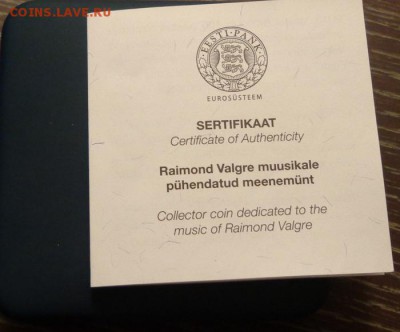 COINS.LAVE.RU
EESTI PANK
EUROSÜSTEEM
SERTIFIKAAT
Certificate of Authenticity
Raimond Valgre muusikale
pühendatud meenemünt
Collector coin dedicated to the
music of Raimond Valgre